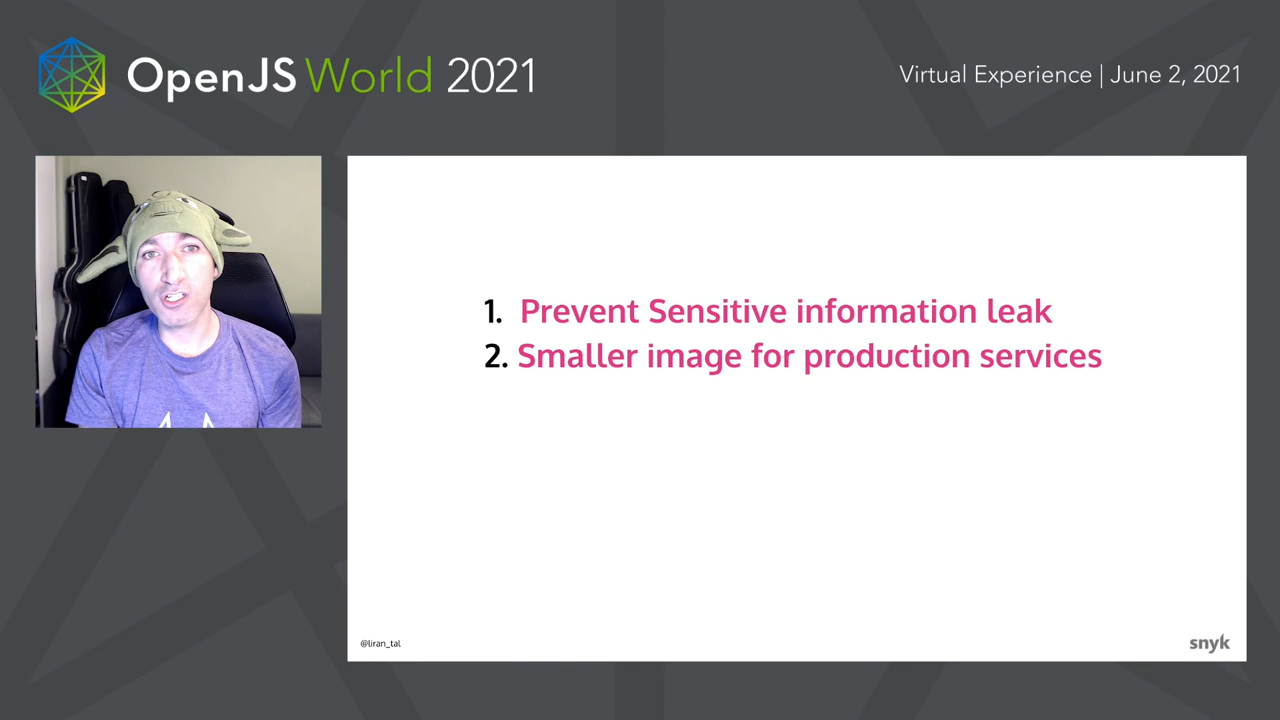 OpenJS World 2021
Virtual Experience | June 2, 2021
1. Prevent Sensitive information leak
2. Smaller image for production services
@liran_tal
snyk